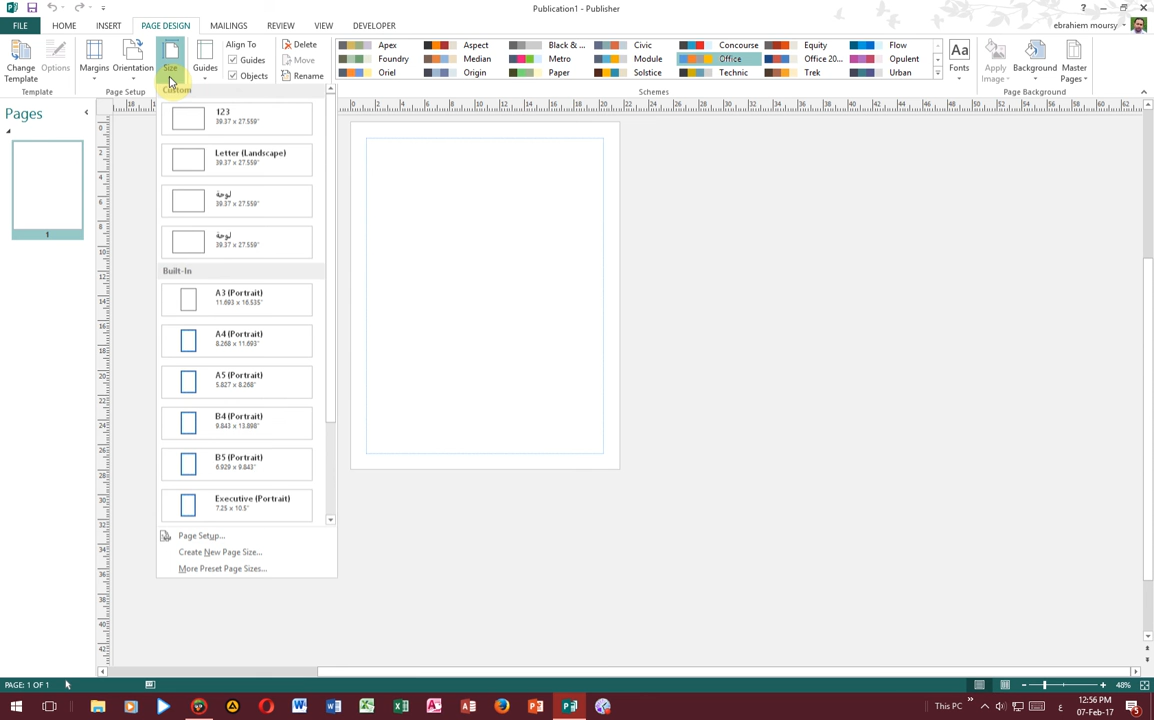 Publication1 - Publisher
FILE HOME INSERT PAGE DESIGN MAILINGS REVIEW VIEW DEVELOPER
ebrahiem moursy
Change Template
Options
Template
Margins
Orientation
Size
Page Setup
Guides
Align To
Guides
Objects
Delete
Move
Rename
Apex Aspect Black & ... Civic Concourse Equity Flow
Foundry Median Metro Module Office Office 20... Opulent
Oriel Origin Paper Solstice Technic Trek Urban
Schemes
Fonts
Apply Image
Background
Master Pages
Page Background
Pages
1
Custom
123
39.37 x 27.559"
Letter (Landscape)
39.37 x 27.559"
لوحة
39.37 x 27.559"
لوحة
39.37 x 27.559"
Built-In
A3 (Portrait)
11.693 x 16.535"
A4 (Portrait)
8.268 x 11.693"
A5 (Portrait)
5.827 x 8.268"
B4 (Portrait)
9.843 x 13.898"
B5 (Portrait)
6.929 x 9.843"
Executive (Portrait)
7.25 x 10.5"
Page Setup...
Create New Page Size...
More Preset Page Sizes...
PAGE: 1 OF 1
48%
This PC
ع
12:56 PM
07-Feb-17